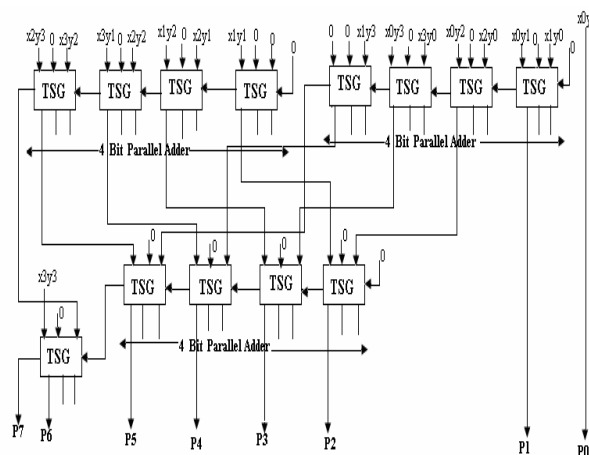 x2y3 0 x3y2 x3y1 0 x2y2 x1y2 0 x2y1 x1y1 0 0 0 0 0 x1y3 x0y3 0 x3y0 x0y2 0 x2y0 x0y1 0 x1y0 0 x0y
TSG TSG TSG TSG TSG TSG TSG TSG
4 Bit Parallel Adder 4 Bit Parallel Adder
0 0 0 0 0
TSG TSG TSG TSG
x3y3 0
TSG
4 Bit Parallel Adder
P7 P6 P5 P4 P3 P2 P1 P0